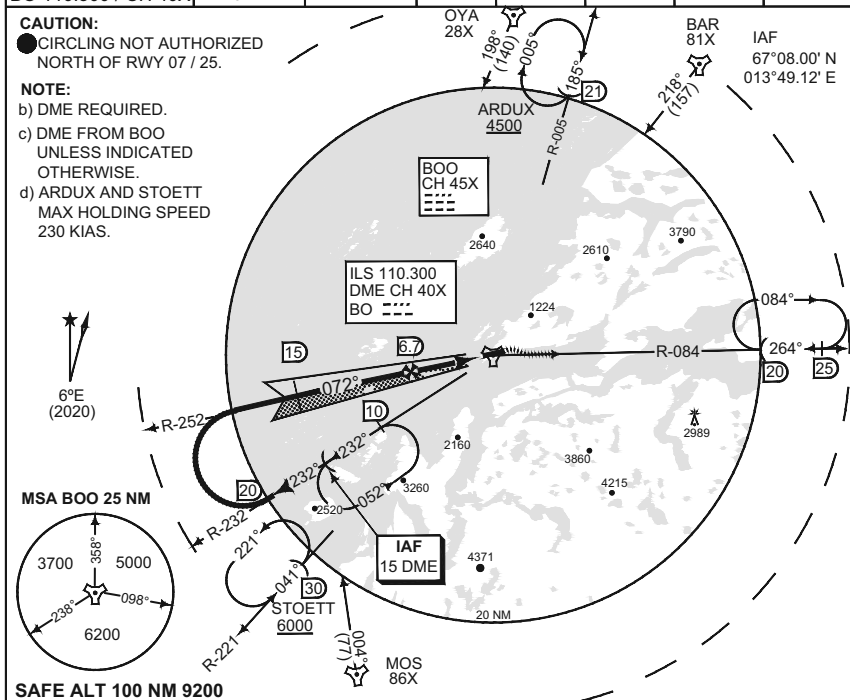 CAUTION:
CIRCLING NOT AUTHORIZED
NORTH OF RWY 07 / 25.
NOTE:
b) DME REQUIRED.
c) DME FROM BOO
UNLESS INDICATED
OTHERWISE.
d) ARDUX AND STOETT
MAX HOLDING SPEED
230 KIAS.
OYA
28X
198°
(140)
005°
185°
21
ARDUX
4500
R-005
BAR
81X
218°
(157)
IAF
67°08.00' N
013°49.12' E
BOO
CH 45X
2640
2610
3790
ILS 110.300
DME CH 40X
BO
1224
6°E
(2020)
15
6.7
072°
R-252
084°
R-084
264°
20
25
10
232°
232°
052°
20
R-232
2160
3260
2520
2989
3860
4215
4371
IAF
15 DME
221°
041°
30
STOETT
6000
R-221
004°
(77)
MOS
86X
20 NM
MSA BOO 25 NM
3700
5000
6200
358°
098°
238°
SAFE ALT 100 NM 9200